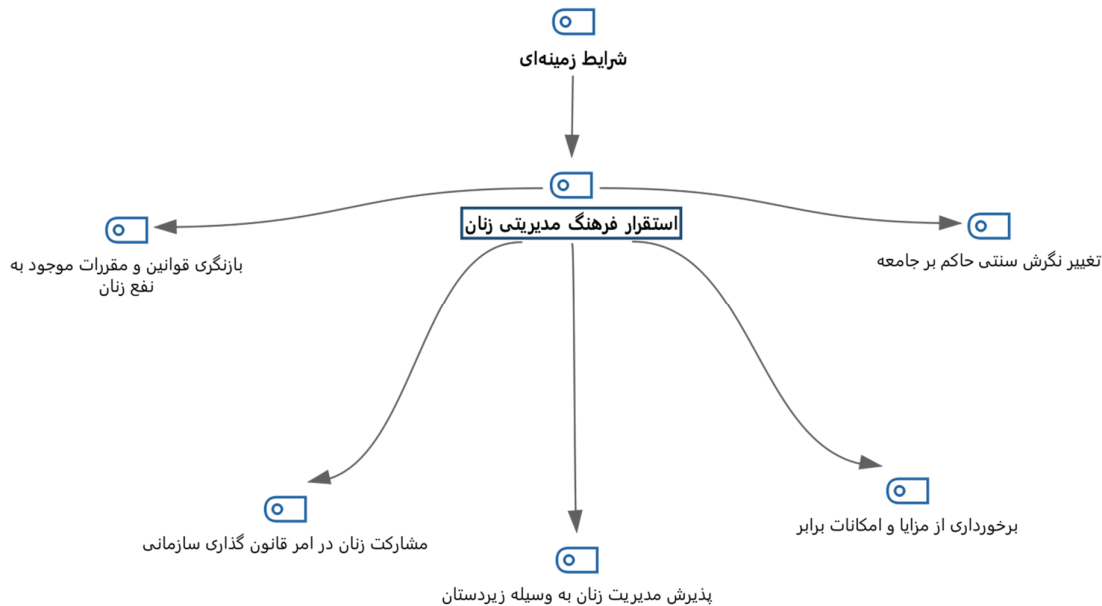 شرایط زمینه‌ای
استقرار فرهنگ مدیریتی زنان
تغییر نگرش سنتی حاکم بر جامعه
بازنگری قوانین و مقررات موجود به
نفع زنان
برخورداری از مزایا و امکانات برابر
مشارکت زنان در امر قانون گذاری سازمانی
پذیرش مدیریت زنان به وسیله زیردستان